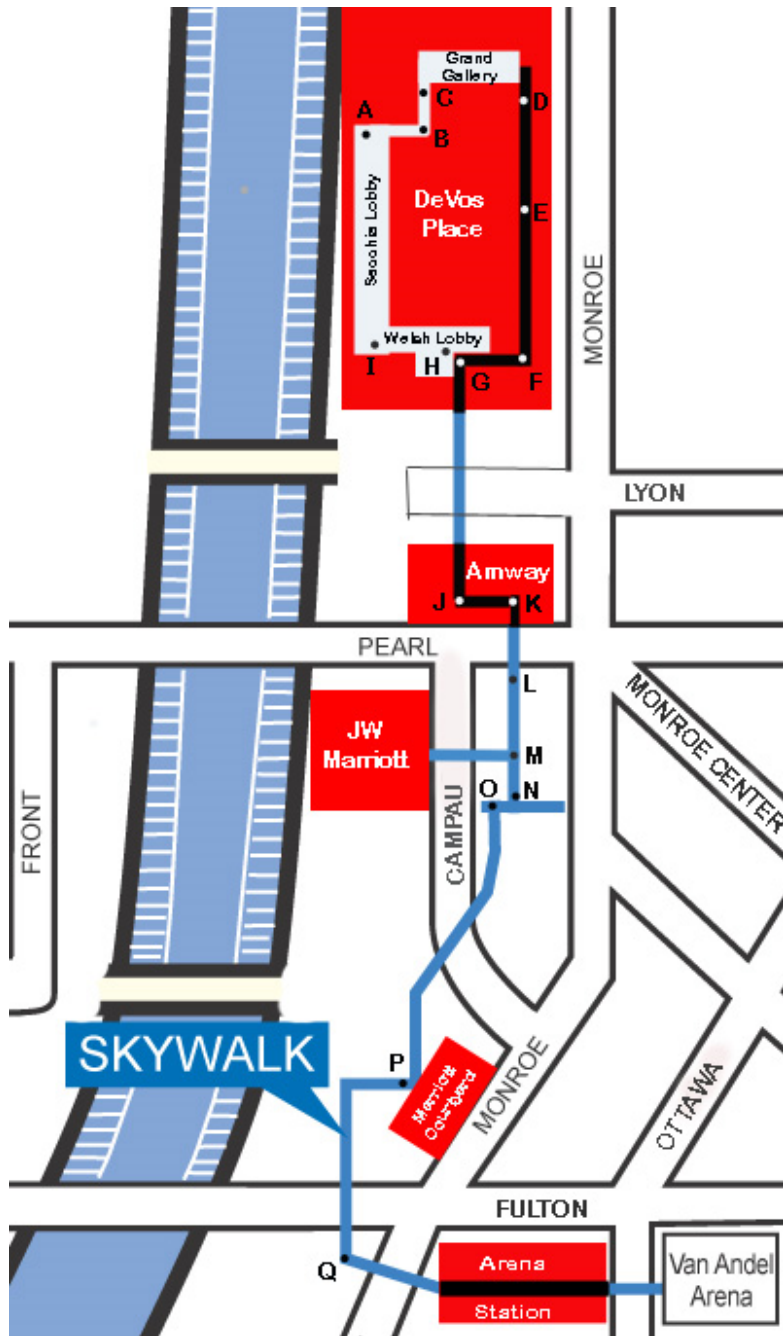 Grand
Gallery
C
D
A
B
DeVos
Place
E
Secchia Lobby
MONROE
Welsh Lobby
I
H
G
F
LYON
Amway
J
K
PEARL
L
MONROE CENTER
JW
Marriott
M
O
N
CAMPAU
FRONT
SKYWALK
P
Marriott
Courtyard
MONROE
OTTAWA
FULTON
Q
Arena
Station
Van Andel
Arena